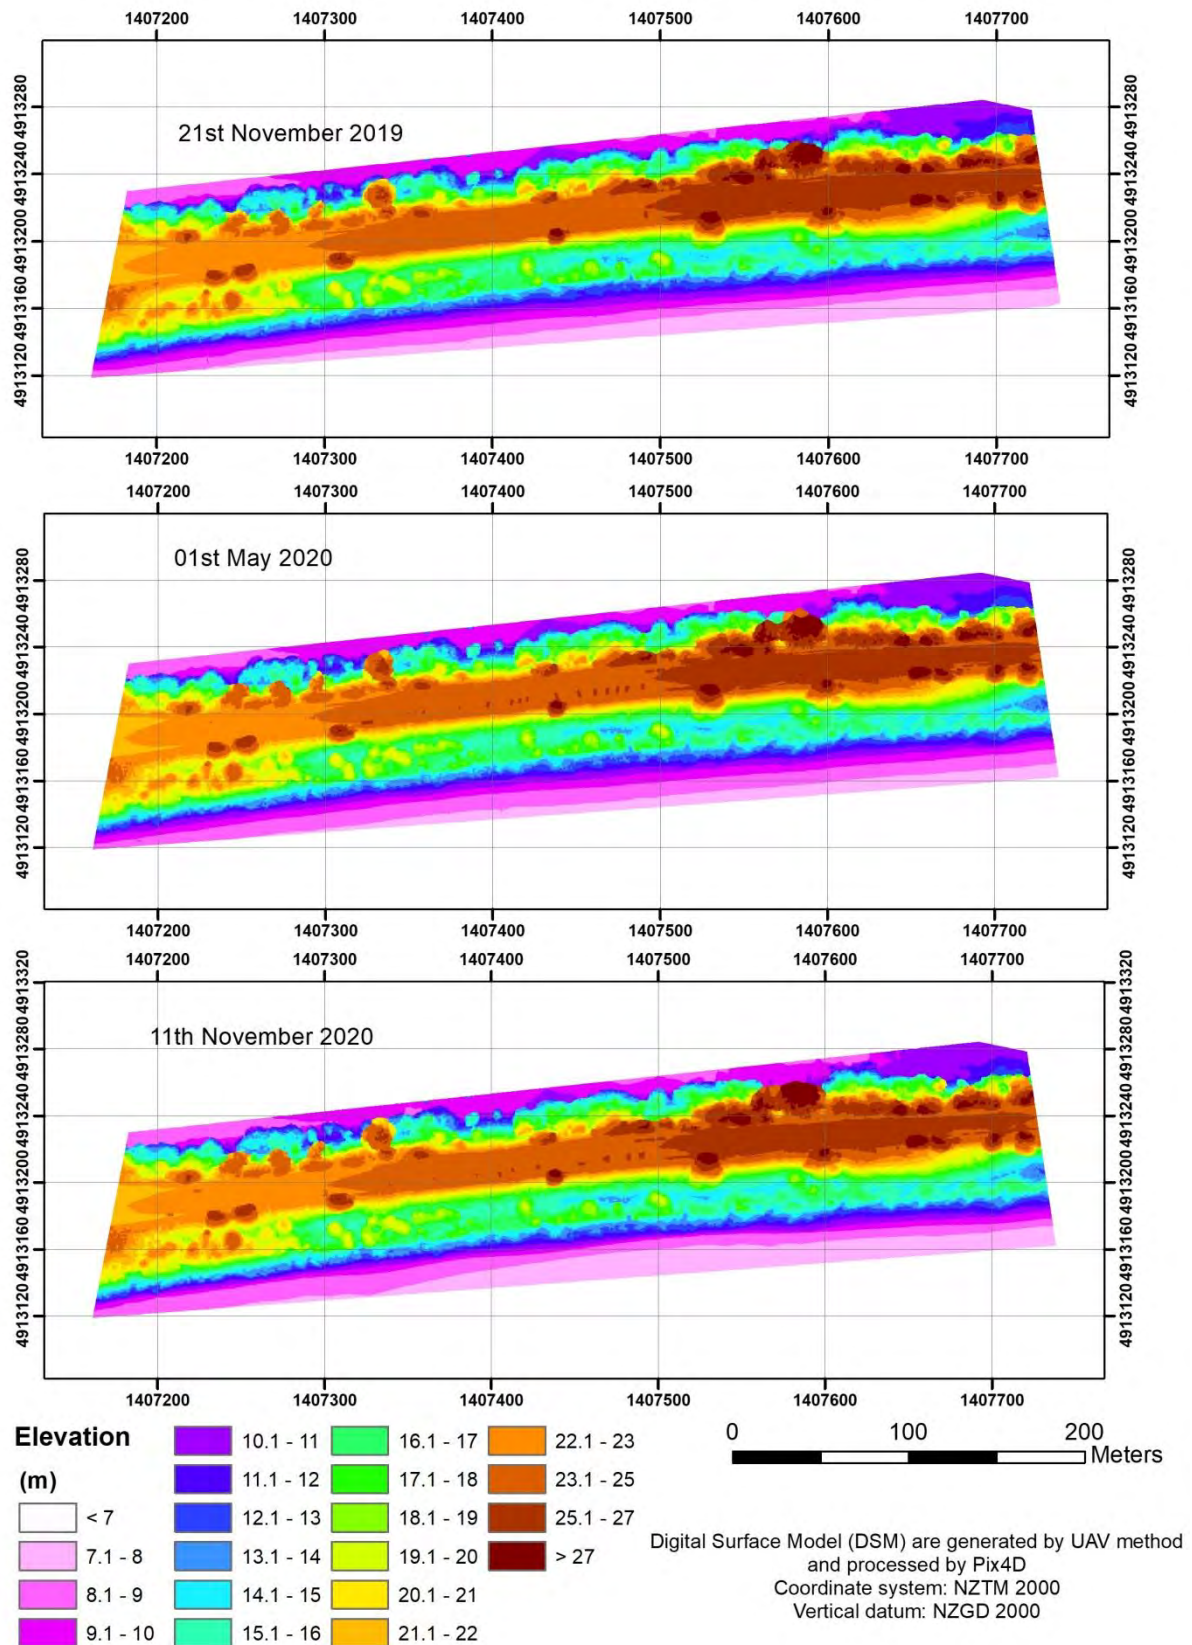 1407200 1407300 1407400 1407500 1407600 1407700
4913280 4913280
21st November 2019
4913240 4913240
4913200 4913200
4913160 4913160
4913120 4913120
1407200 1407300 1407400 1407500 1407600 1407700
1407200 1407300 1407400 1407500 1407600 1407700
01st May 2020
4913280 4913280
4913240 4913240
4913200 4913200
4913160 4913160
4913120 4913120
1407200 1407300 1407400 1407500 1407600 1407700
1407200 1407300 1407400 1407500 1407600 1407700
4913320 4913320
11th November 2020
4913280 4913280
4913240 4913240
4913200 4913200
4913160 4913160
4913120 4913120
1407200 1407300 1407400 1407500 1407600 1407700
Elevation
(m)
< 7
7.1 - 8
8.1 - 9
9.1 - 10
10.1 - 11
11.1 - 12
12.1 - 13
13.1 - 14
14.1 - 15
15.1 - 16
16.1 - 17
17.1 - 18
18.1 - 19
19.1 - 20
20.1 - 21
21.1 - 22
22.1 - 23
23.1 - 25
25.1 - 27
> 27
0 100 200
Meters
Digital Surface Model (DSM) are generated by UAV method
and processed by Pix4D
Coordinate system: NZTM 2000
Vertical datum: NZGD 2000